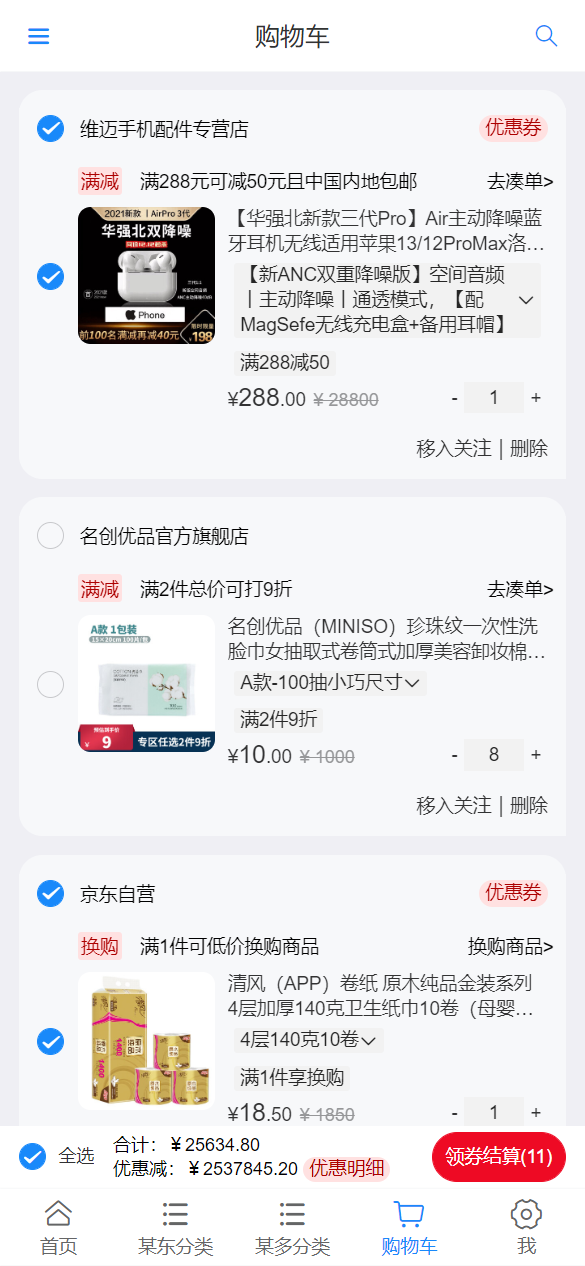 购物车
维迈手机配件专营店 优惠券
满减 满288元可减50元且中国内地包邮 去凑单>
2021新款 | AirPro 3代
华强北双降噪
Phone
前100名满减再减40元 198
【华强北新款三代Pro】Air主动降噪蓝
牙耳机无线适用苹果13/12ProMax洛…
【新ANC双重降噪版】空间音频
丨主动降噪丨通透模式，【配
MagSefe无线充电盒+备用耳帽】
满288减50
¥288.00 ¥ 28800 - 1 +
移入关注 | 删除
名创优品官方旗舰店
满减 满2件总价可打9折 去凑单>
A款 1包装
15×20cm 100片/包
¥ 9 专区任选2件9折
名创优品（MINISO）珍珠纹一次性洗
脸巾女抽取式卷筒式加厚美容卸妆棉…
A款-100抽小巧尺寸
满2件9折
¥10.00 ¥ 1000 - 8 +
移入关注 | 删除
京东自营 优惠券
换购 满1件可低价换购商品 换购商品>
清风（APP）卷纸 原木纯品金装系列
4层加厚140克卫生纸巾10卷（母婴…
4层140克10卷
满1件享换购
¥18.50 ¥ 1850 - 1 +
全选 合计：￥25634.80 领券结算(11)
优惠减：￥2537845.20 优惠明细
首页 某东分类 某多分类 购物车 我